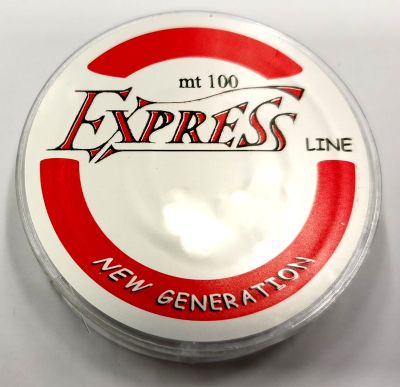 mt 100
EXPRESS
LINE
NEW GENERATION